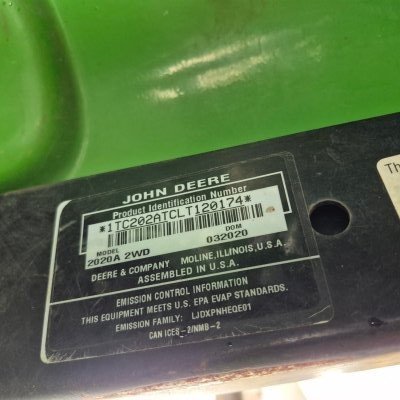 JOHN DEERE
Product Identification Number
*1TC202ATCLT120174*
MODEL
DOM
2020A 2WD
032020
DEERE & COMPANY MOLINE, ILLINOIS, U.S.A.
ASSEMBLED IN U.S.A.
EMISSION CONTROL INFORMATION
THIS EQUIPMENT MEETS U.S. EPA EVAP STANDARDS.
EMISSION FAMILY: LJDXPNHEQE01
CAN ICES-2/NMB-2
Th